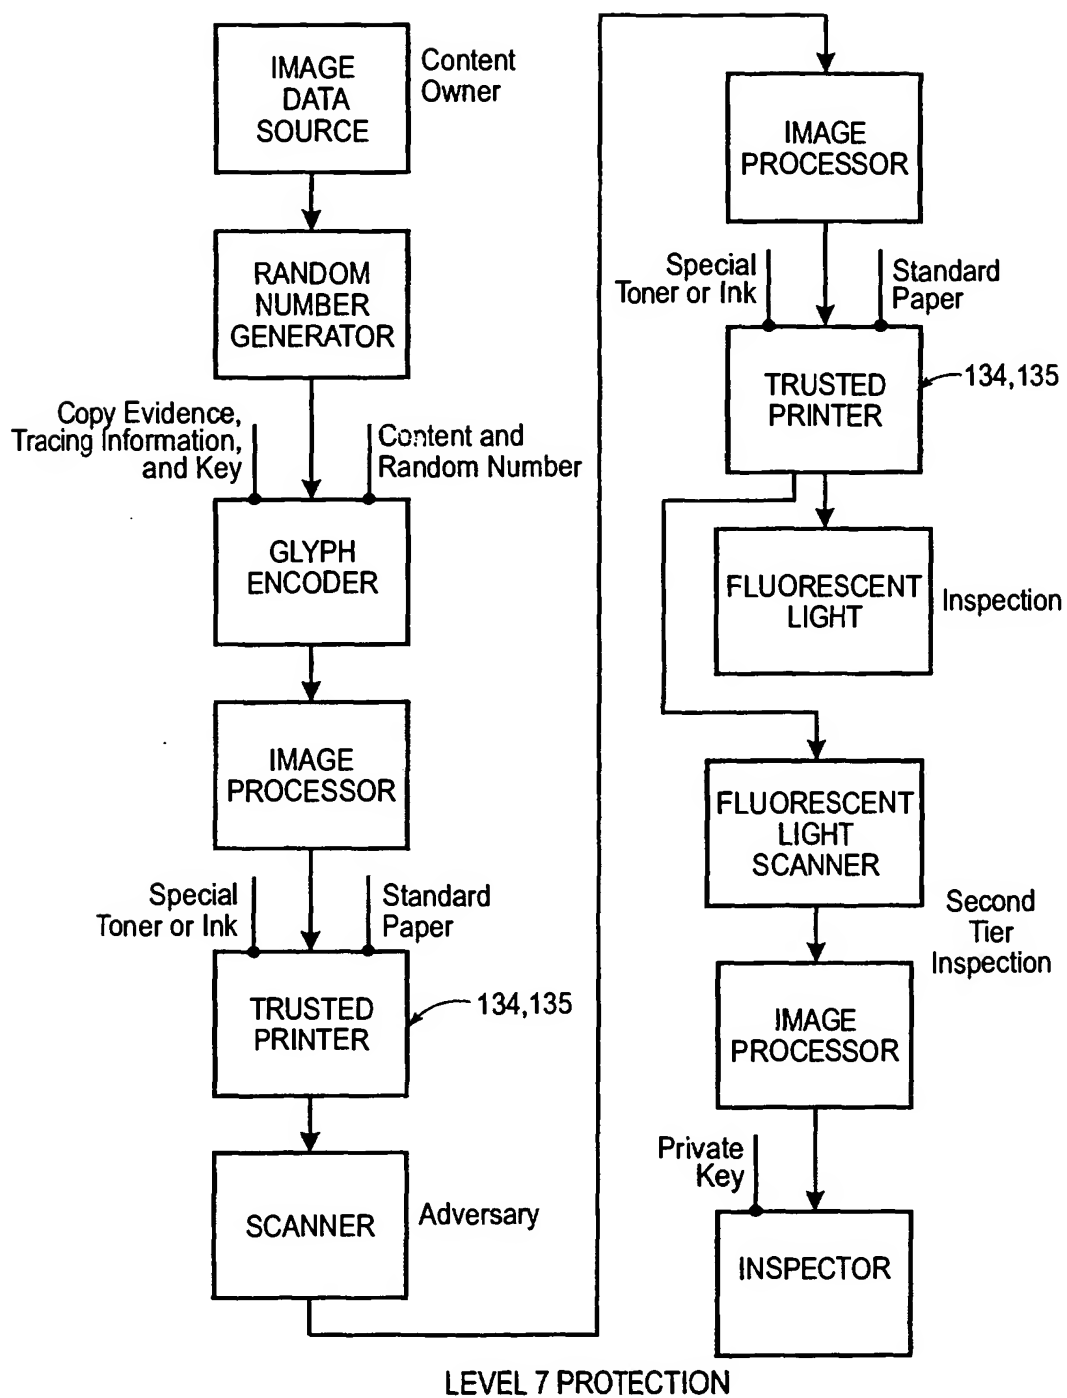 IMAGE
DATA
SOURCE
Content
Owner
RANDOM
NUMBER
GENERATOR
Copy Evidence,
Tracing Information,
and Key
Content and
Random Number
GLYPH
ENCODER
IMAGE
PROCESSOR
Special
Toner or Ink
Standard
Paper
TRUSTED
PRINTER
134,135
SCANNER
Adversary
IMAGE
PROCESSOR
Special
Toner or Ink
Standard
Paper
TRUSTED
PRINTER
134,135
FLUORESCENT
LIGHT
Inspection
FLUORESCENT
LIGHT
SCANNER
Second
Tier
Inspection
IMAGE
PROCESSOR
Private
Key
INSPECTOR
LEVEL 7 PROTECTION